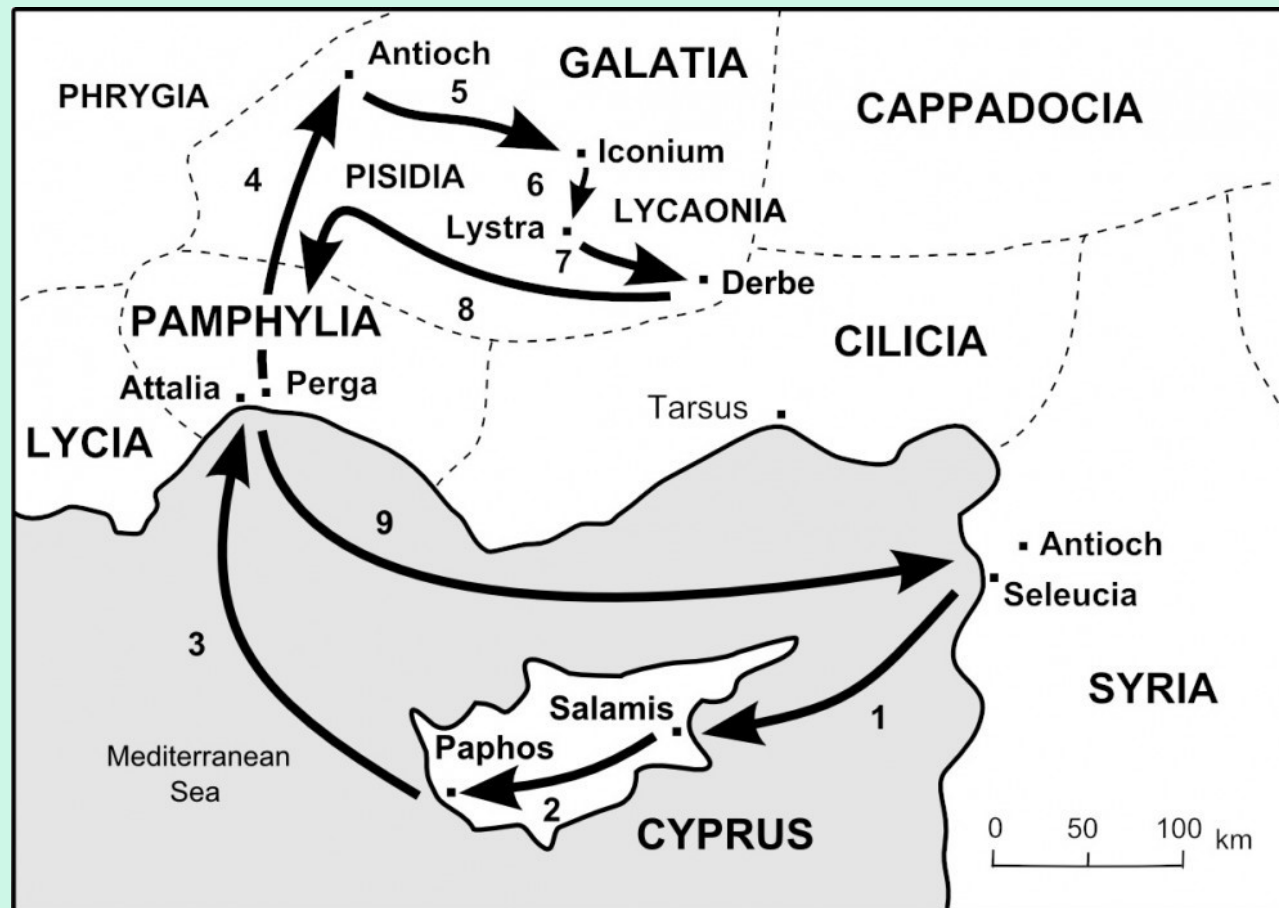 Antioch
GALATIA
PHRYGIA
5
CAPPADOCIA
Iconium
4
PISIDIA
6
LYCAONIA
Lystra
7
Derbe
8
PAMPHYLIA
CILICIA
Attalia
Perga
Tarsus
LYCIA
9
Antioch
Seleucia
3
SYRIA
Salamis
1
Paphos
Mediterranean
Sea
2
CYPRUS
0 50 100 km